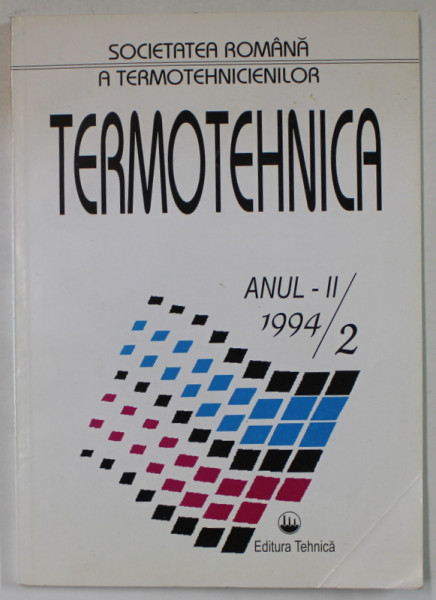 SOCIETATEA ROMÂNĂ
A TERMOTEHNICIENILOR
TERMOTEHNICA
ANUL - II/
1994/2
Editura Tehnică